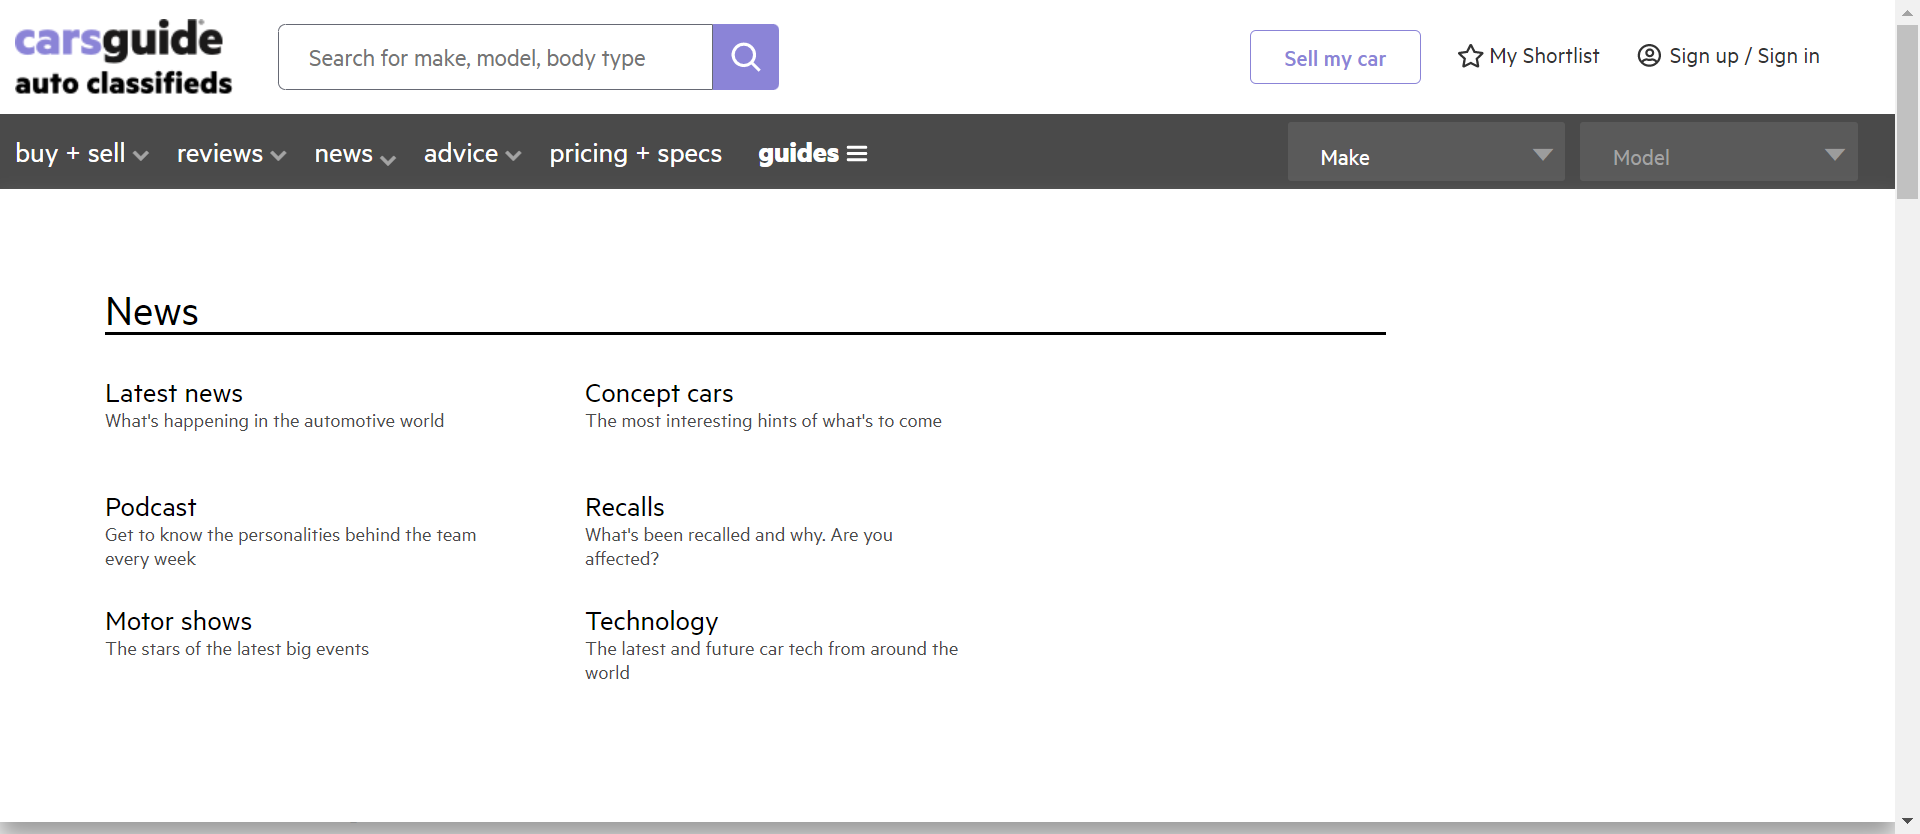 carsguide
auto classifieds
Search for make, model, body type
Sell my car
My Shortlist
Sign up / Sign in
buy + sell
reviews
news
advice
pricing + specs
guides
Make
Model
News
Latest news
What's happening in the automotive world
Concept cars
The most interesting hints of what's to come
Podcast
Get to know the personalities behind the team
every week
Recalls
What's been recalled and why. Are you
affected?
Motor shows
The stars of the latest big events
Technology
The latest and future car tech from around the
world